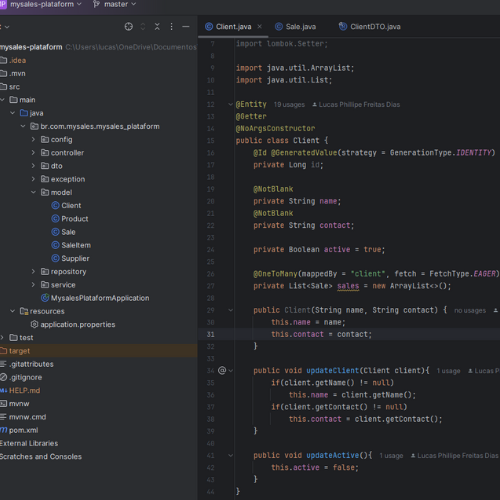 MP mysales-plataform
master
mysales-plataform C:\Users\lucas\OneDrive\Documentos
.idea
.mvn
src
main
java
br.com.mysales.mysales_plataform
config
controller
dto
exception
model
Client
Product
Sale
SaleItem
Supplier
repository
service
MysalesPlataformApplication
resources
application.properties
test
target
.gitattributes
.gitignore
HELP.md
mvnw
mvnw.cmd
pom.xml
External Libraries
Scratches and Consoles
Client.java
Sale.java
ClientDTO.java
7 import lombok.Setter;
8
9 import java.util.ArrayList;
10 import java.util.List;
11
12 @Entity 19 usages Lucas Phillipe Freitas Dias
13 @Getter
14 @NoArgsConstructor
15 public class Client {
16 @Id @GeneratedValue(strategy = GenerationType.IDENTITY)
17 private Long id;
18
19 @NotBlank
20 private String name;
21 @NotBlank
22 private String contact;
23
24 private Boolean active = true;
25
26 @OneToMany(mappedBy = "client", fetch = FetchType.EAGER)
27 private List<Sale> sales = new ArrayList<>();
28
29 public Client(String name, String contact) { no usages
30 this.name = name;
31 this.contact = contact;
32 }
33
34 public void updateClient(Client client){ 1 usage Lucas P
35 if(client.getName() != null)
36 this.name = client.getName();
37 if(client.getContact() != null)
38 this.contact = client.getContact();
39 }
40
41 public void updateActive(){ 1 usage Lucas Phillipe Freitas Dias
42 this.active = false;
43 }
44 }